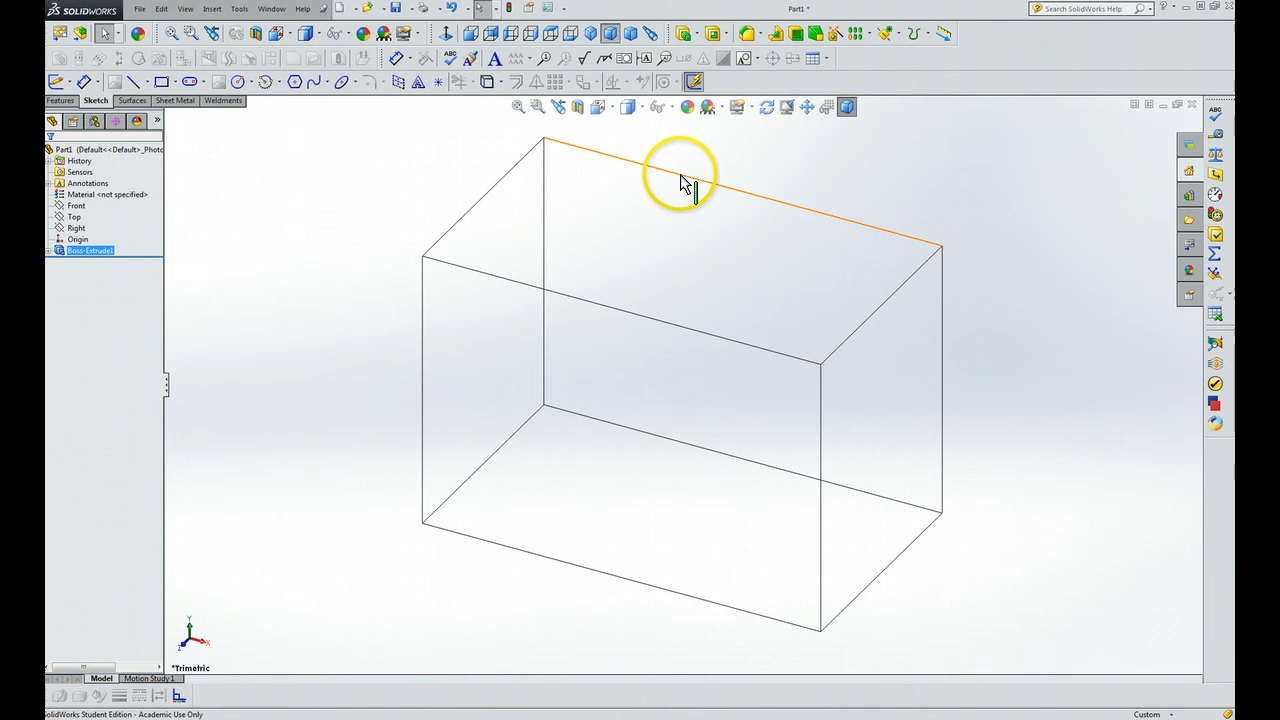 SOLIDWORKS File Edit View Insert Tools Window Help Part1 * Search SolidWorks Help
ABC
Features Sketch Surfaces Sheet Metal Weldments
ABC
Part1 (Default<<Default>_Photo
History
Sensors
Annotations
Material <not specified>
Front
Top
Right
Origin
Boss-Extrude1
Y
X
Z
*Trimetric
Model Motion Study 1
SolidWorks Student Edition - Academic Use Only Custom